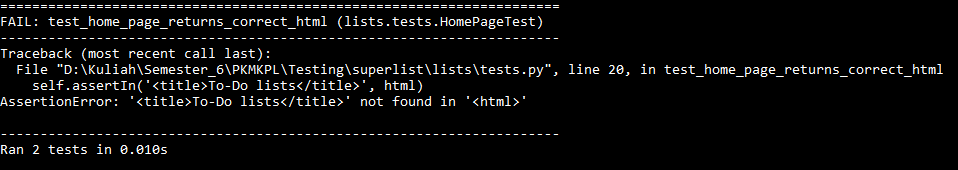 ======================================================================
FAIL: test_home_page_returns_correct_html (lists.tests.HomePageTest)
----------------------------------------------------------------------
Traceback (most recent call last):
  File "D:\Kuliah\Semester_6\PKMKPL\Testing\superlist\lists\tests.py", line 20, in test_home_page_returns_correct_html
    self.assertIn('<title>To-Do lists</title>', html)
AssertionError: '<title>To-Do lists</title>' not found in '<html>'
----------------------------------------------------------------------
Ran 2 tests in 0.010s